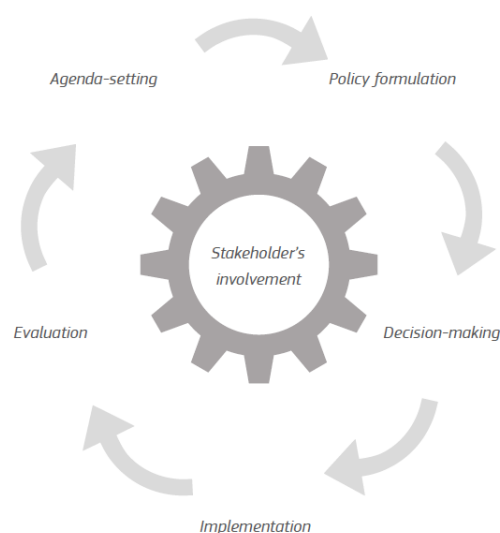 Agenda-setting
Policy formulation
Stakeholder's
involvement
Evaluation
Decision-making
Implementation